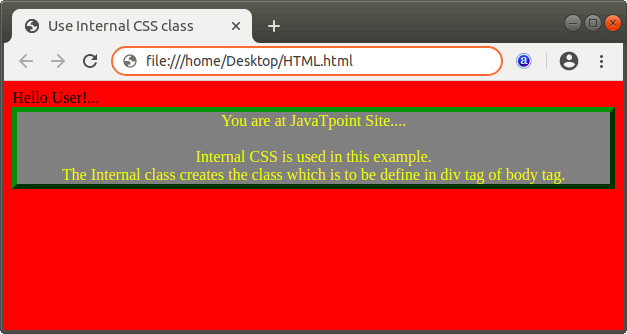 Use Internal CSS class
file:///home/Desktop/HTML.html
a
Hello User!...
You are at JavaTpoint Site....
Internal CSS is used in this example.
The Internal class creates the class which is to be define in div tag of body tag.